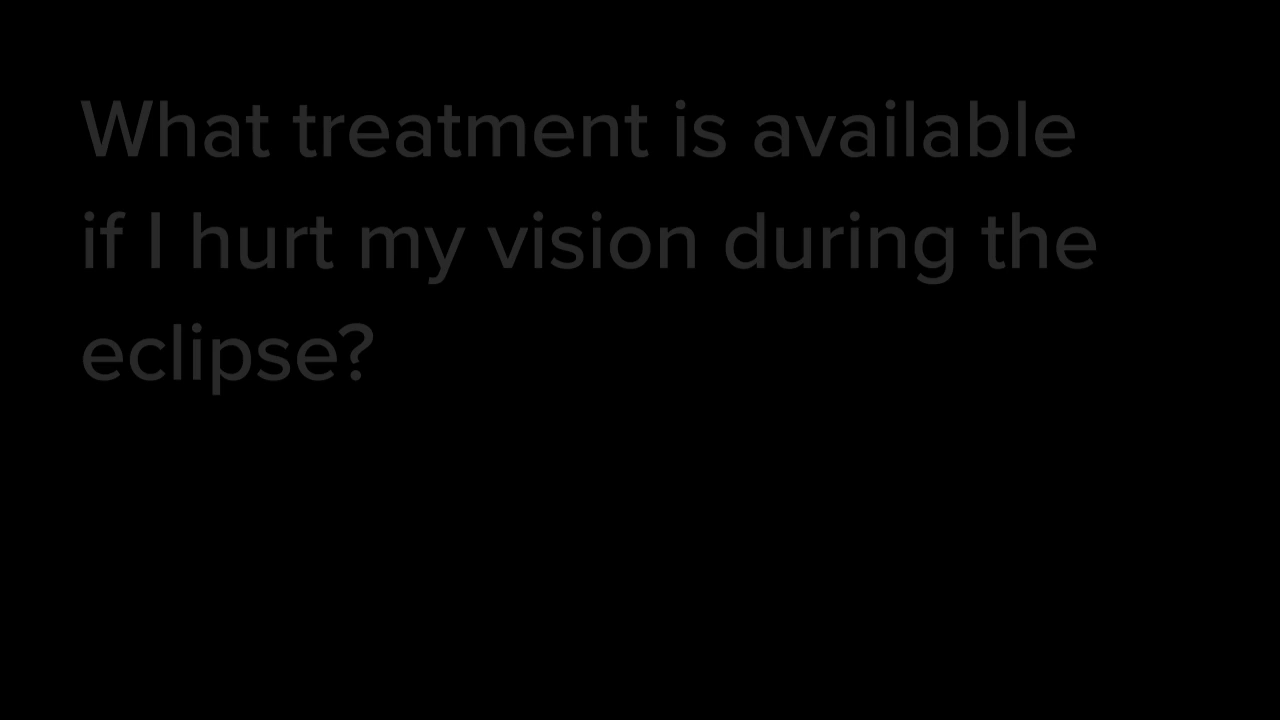 What treatment is available
if I hurt my vision during the
eclipse?